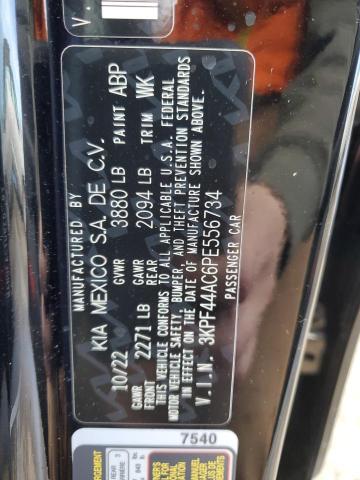 MANUFACTURED BY
KIA MEXICO S.A. DE C.V.
10/22 GVWR 3880 LB PAINT ABP
GAWR FRONT 2271 LB GAWR REAR 2094 LB TRIM WK
THIS VEHICLE CONFORMS TO ALL APPLICABLE U.S.A. FEDERAL
MOTOR VEHICLE SAFETY, BUMPER, AND THEFT PREVENTION STANDARDS
IN EFFECT ON THE DATE OF MANUFACTURE SHOWN ABOVE.
V.I.N. 3KPF44AC6PE556734
PASSENGER CAR
V
7540
REAR 3